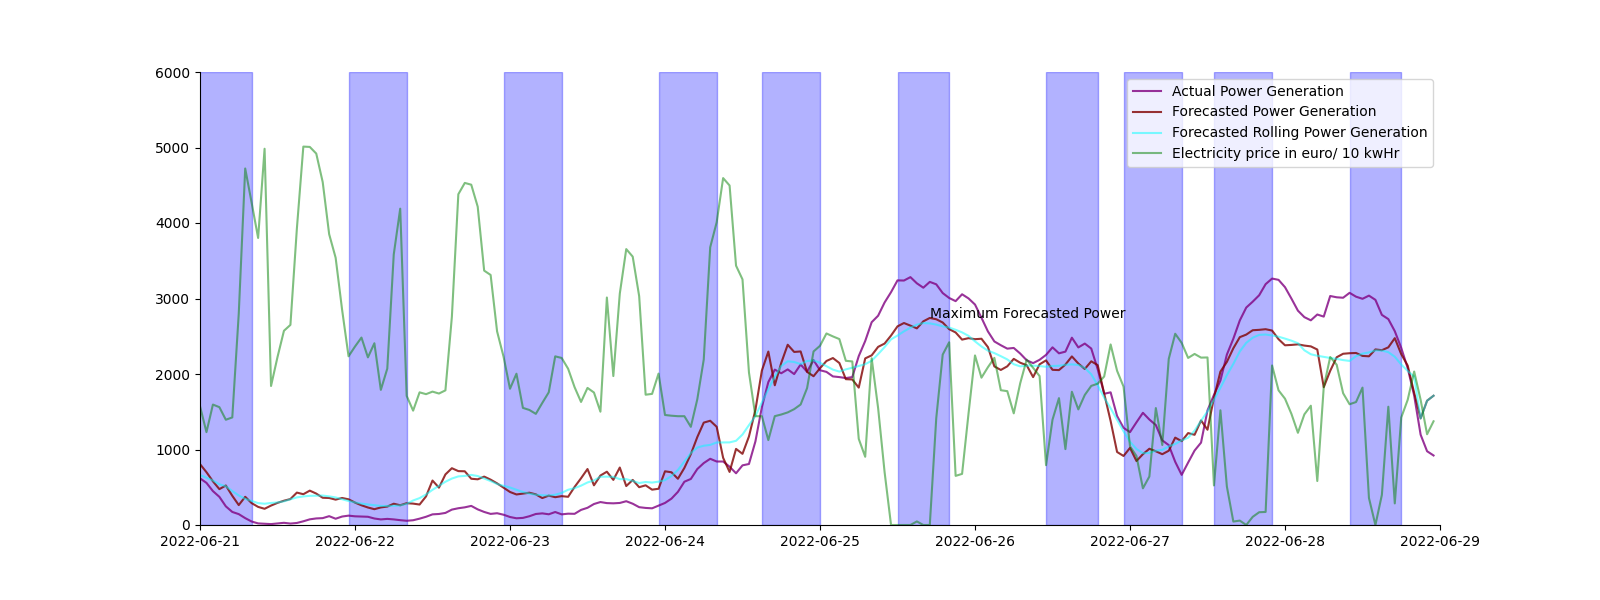 6000
5000
4000
3000
2000
1000
0
Actual Power Generation
Forecasted Power Generation
Forecasted Rolling Power Generation
Electricity price in euro/ 10 kwHr
Maximum Forecasted Power
2022-06-21 2022-06-22 2022-06-23 2022-06-24 2022-06-25 2022-06-26 2022-06-27 2022-06-28 2022-06-29